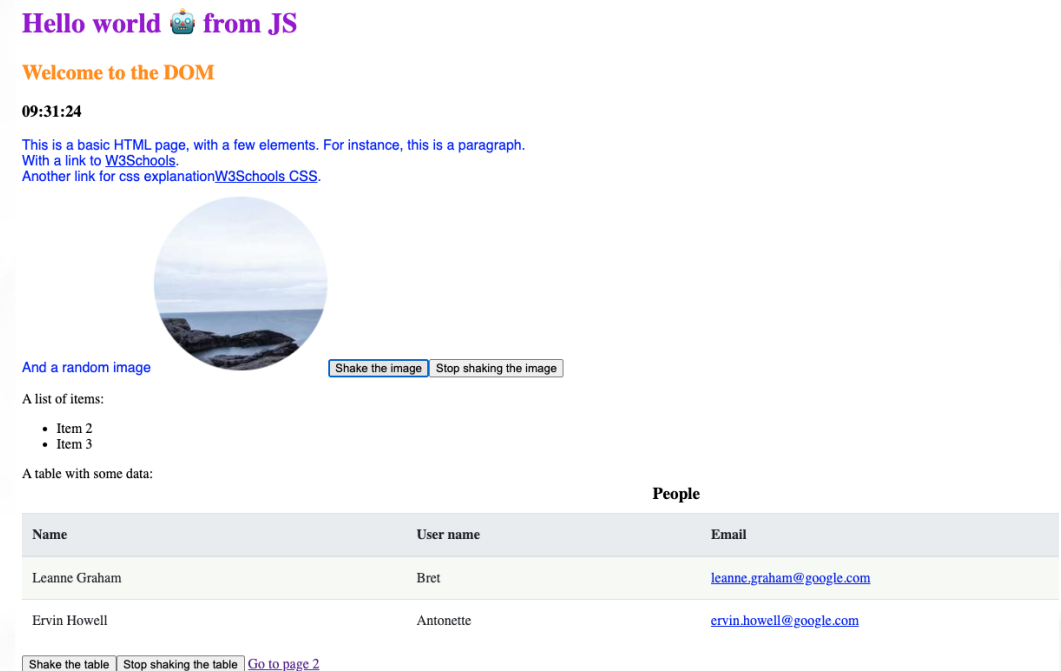 Hello world 🤖 from JS
Welcome to the DOM
09:31:24
This is a basic HTML page, with a few elements. For instance, this is a paragraph.
With a link to W3Schools.
Another link for css explanationW3Schools CSS.
And a random image Shake the image Stop shaking the image
A list of items:
• Item 2
• Item 3
A table with some data:
People
Name User name Email
Leanne Graham Bret leanne.graham@google.com
Ervin Howell Antonette ervin.howell@google.com
Shake the table Stop shaking the table Go to page 2